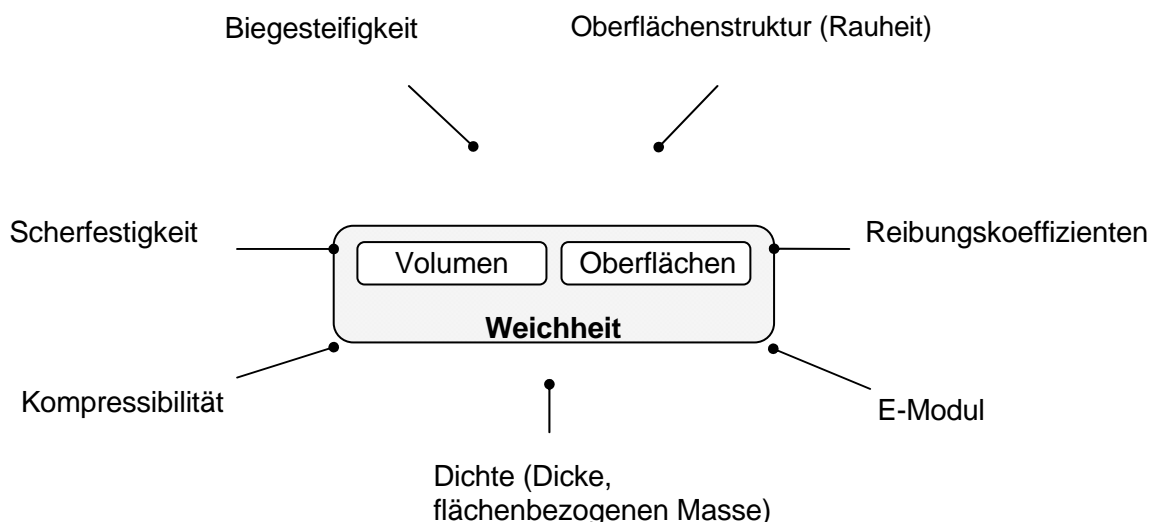 Biegesteifigkeit
Oberflächenstruktur (Rauheit)
Scherfestigkeit
Reibungskoeffizienten
Volumen
Oberflächen
Weichheit
Kompressibilität
E-Modul
Dichte (Dicke,
flächenbezogenen Masse)